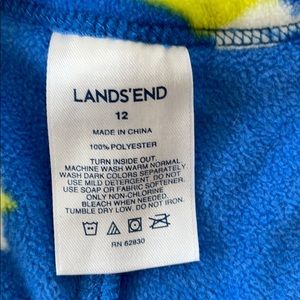 LANDS'END
12
MADE IN CHINA
100% POLYESTER
TURN INSIDE OUT.
MACHINE WASH WARM NORMAL.
WASH DARK COLORS SEPARATELY.
USE MILD DETERGENT. DO NOT
USE SOAP OR FABRIC SOFTENER.
ONLY NON-CHLORINE
BLEACH WHEN NEEDED.
TUMBLE DRY LOW. DO NOT IRON.
RN 62830